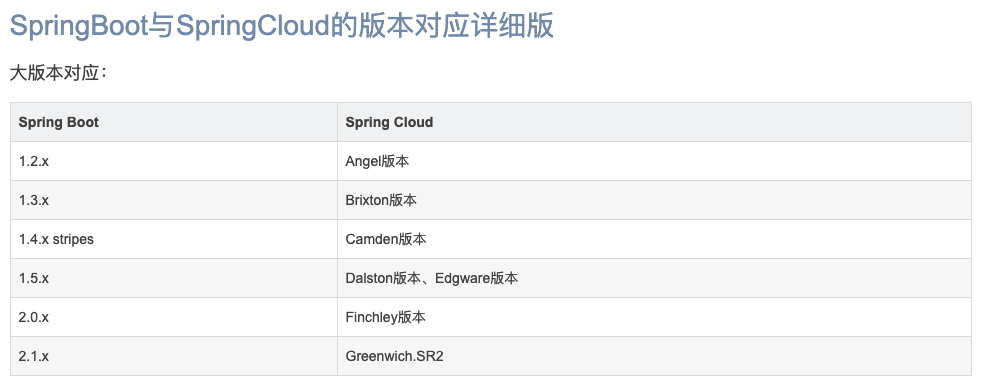 SpringBoot与SpringCloud的版本对应详细版
大版本对应：
Spring Boot Spring Cloud
1.2.x Angel版本
1.3.x Brixton版本
1.4.x stripes Camden版本
1.5.x Dalston版本、Edgware版本
2.0.x Finchley版本
2.1.x Greenwich.SR2